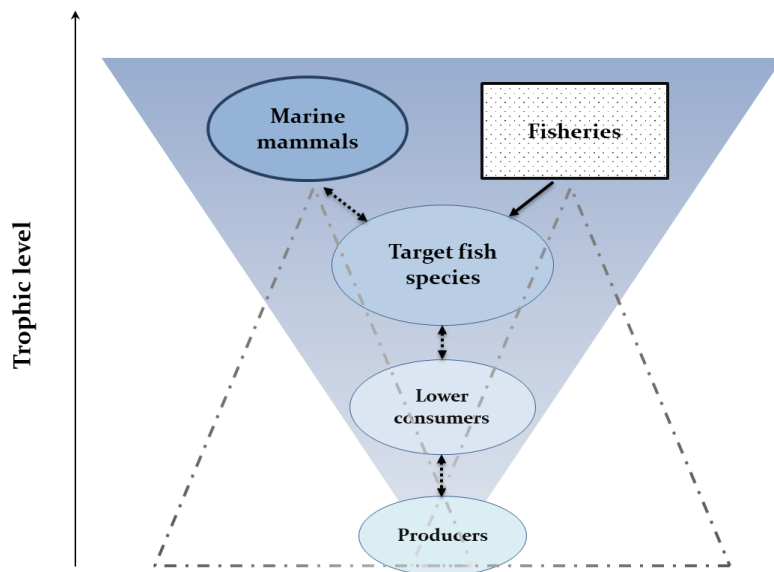 Marine
mammals
Fisheries
Target fish
species
Trophic level
Lower
consumers
Producers